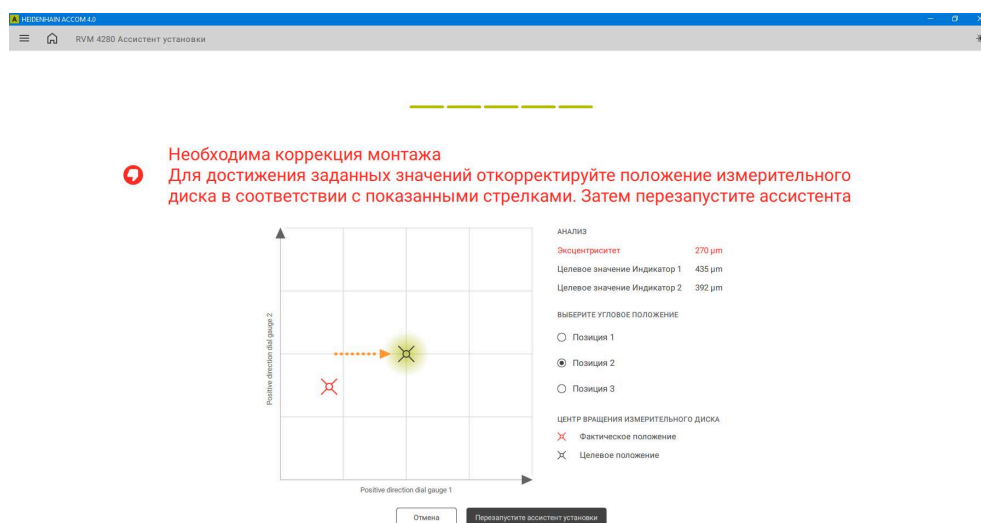 HEIDENHAIN ACCOM 4.0
RVM 4280 Ассистент установки
Необходима коррекция монтажа
Для достижения заданных значений откорректируйте положение измерительного
диска в соответствии с показанными стрелками. Затем перезапустите ассистента
Positive direction dial gauge 2
Positive direction dial gauge 1
АНАЛИЗ
Эксцентриситет 270 µm
Целевое значение Индикатор 1 435 µm
Целевое значение Индикатор 2 392 µm
ВЫБЕРИТЕ УГЛОВОЕ ПОЛОЖЕНИЕ
Позиция 1
Позиция 2
Позиция 3
ЦЕНТР ВРАЩЕНИЯ ИЗМЕРИТЕЛЬНОГО ДИСКА
Фактическое положение
Целевое положение
Отмена
Перезапустите ассистент установки